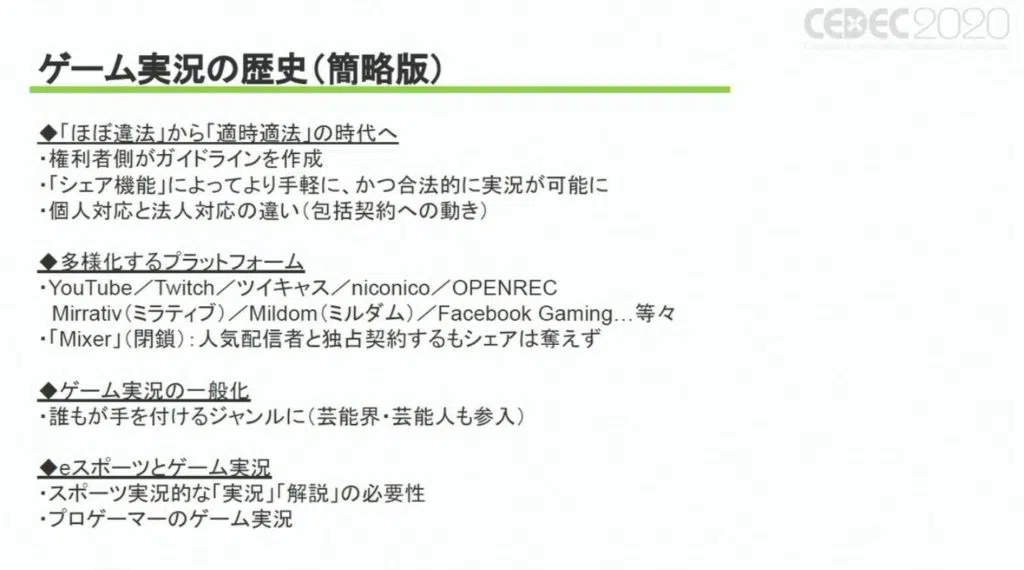 CEDEC2020
ゲーム実況の歴史（簡略版）
◆「ほぼ違法」から「適時適法」の時代へ
・権利者側がガイドラインを作成
・「シェア機能」によってより手軽に、かつ合法的に実況が可能に
・個人対応と法人対応の違い（包括契約への動き）
◆多様化するプラットフォーム
・YouTube／Twitch／ツイキャス／niconico／OPENREC
Mirrativ（ミラティブ）／Mildom（ミルダム）／Facebook Gaming…等々
・「Mixer」（閉鎖）：人気配信者と独占契約するもシェアは奪えず
◆ゲーム実況の一般化
・誰もが手を付けるジャンルに（芸能界・芸能人も参入）
◆eスポーツとゲーム実況
・スポーツ実況的な「実況」「解説」の必要性
・プロゲーマーのゲーム実況